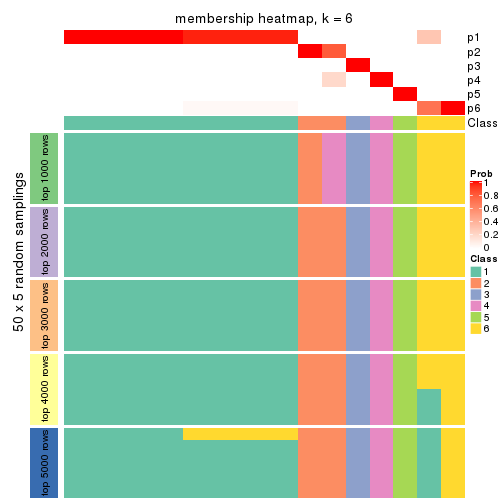 membership heatmap, k = 6
p1
p2
p3
p4
p5
p6
Class
50 x 5 random samplings
top 1000 rows
top 2000 rows
top 3000 rows
top 4000 rows
top 5000 rows
Prob
1
0.8
0.6
0.4
0.2
0
Class
1
2
3
4
5
6